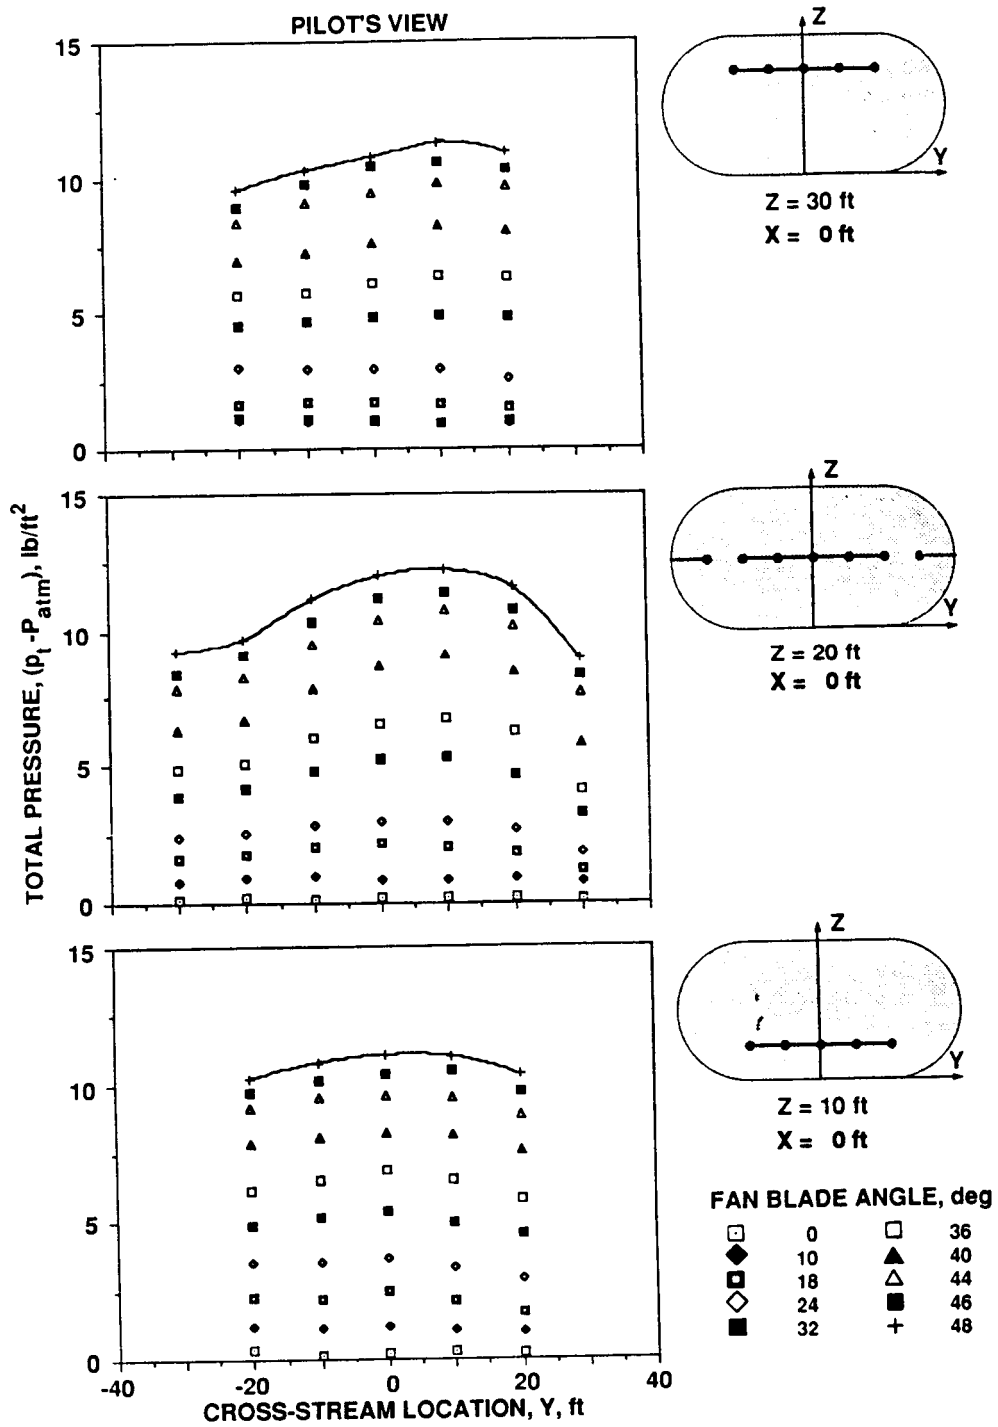 PILOT'S VIEW
15
10
5
0
Z
Y
Z = 30 ft
X = 0 ft
TOTAL PRESSURE, (pt-Patm), lb/ft2
15
10
5
0
Z
Y
Z = 20 ft
X = 0 ft
15
10
5
0
-40
-20
0
20
40
CROSS-STREAM LOCATION, Y, ft
Z
Y
Z = 10 ft
X = 0 ft
FAN BLADE ANGLE, deg
0 36
10 40
18 44
24 46
32 48